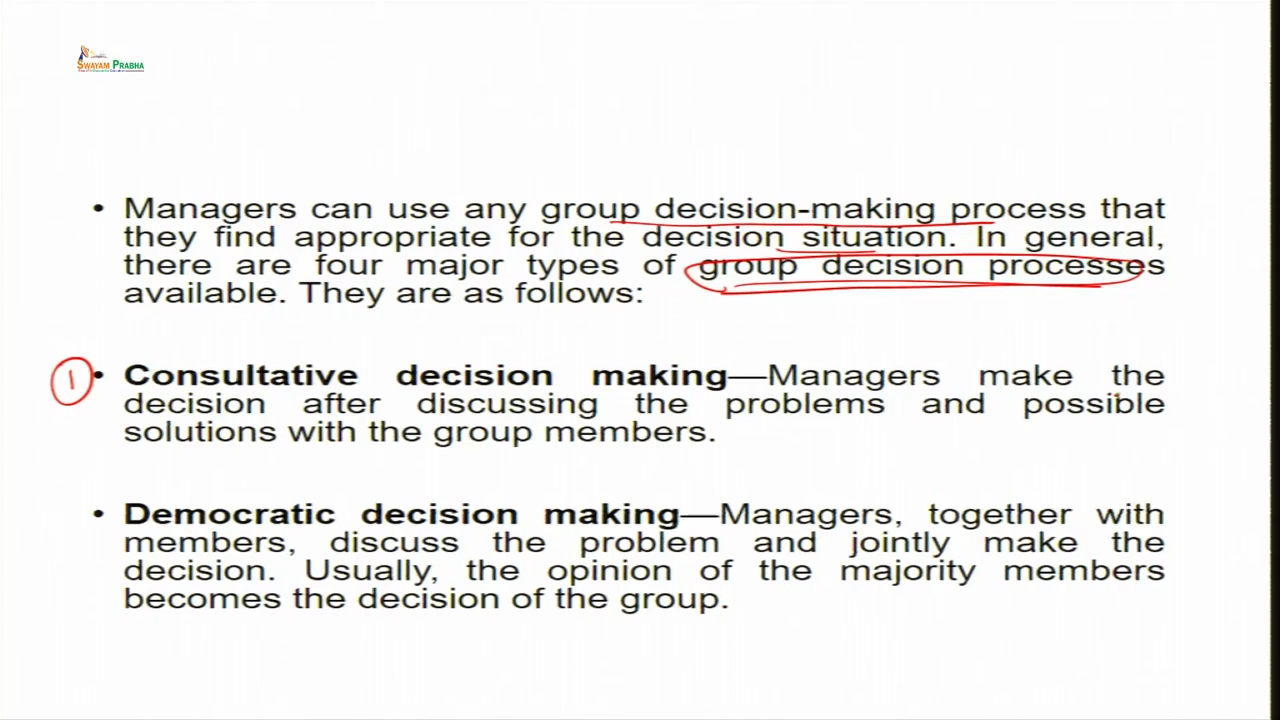 SWAYAM PRABHA
• Managers can use any group decision-making process that
they find appropriate for the decision situation. In general,
there are four major types of group decision processes
available. They are as follows:
1
• Consultative decision making—Managers make the
decision after discussing the problems and possible
solutions with the group members.
• Democratic decision making—Managers, together with
members, discuss the problem and jointly make the
decision. Usually, the opinion of the majority members
becomes the decision of the group.